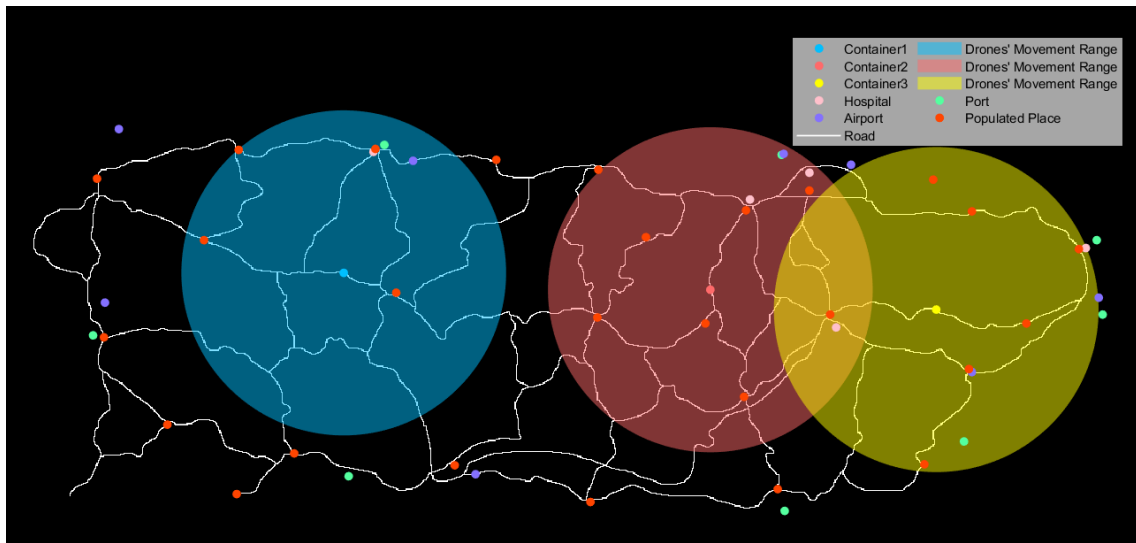 Container1 Drones' Movement Range
Container2 Drones' Movement Range
Container3 Drones' Movement Range
Hospital Port
Airport Populated Place
Road